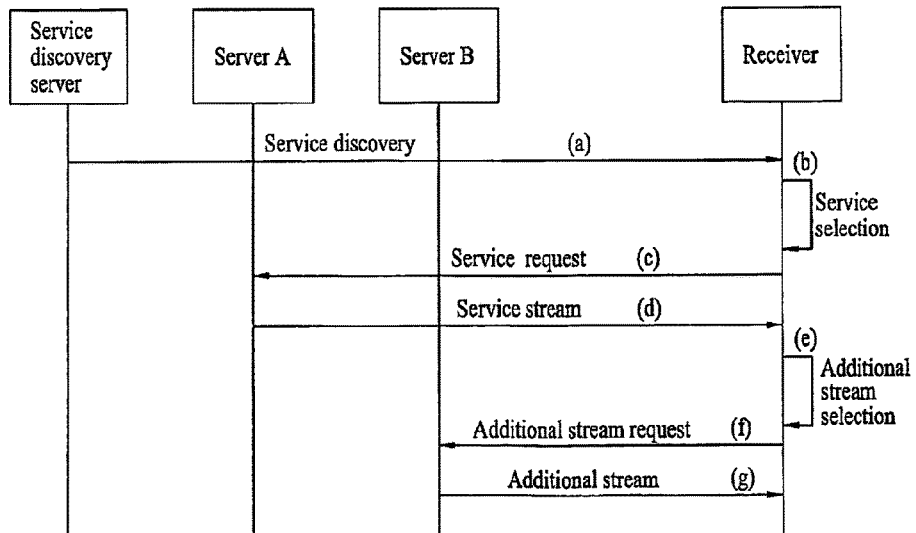 Service
discovery
server
Server A
Server B
Receiver
Service discovery (a)
(b)
Service
selection
Service request (c)
Service stream (d)
(e)
Additional
stream
selection
Additional stream request (f)
Additional stream (g)